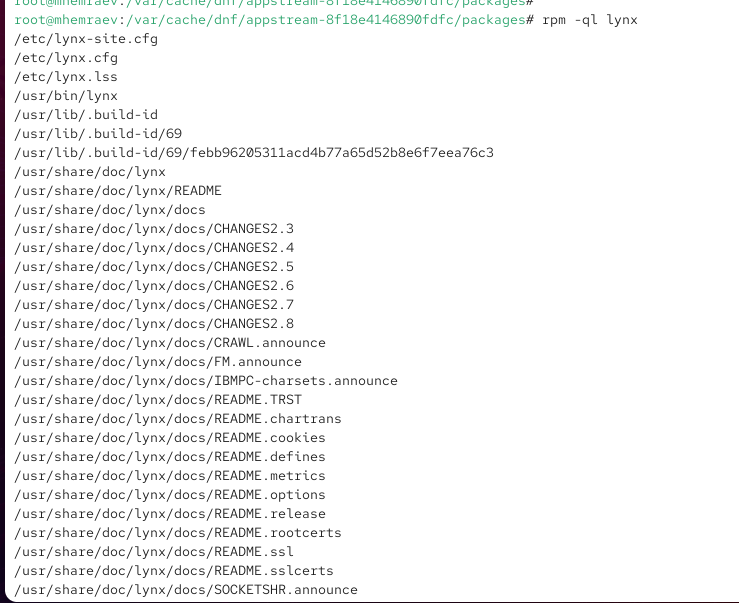 root@mhemraev:/var/cache/dnf/appstream-8f18e4146890fdfc/packages#
root@mhemraev:/var/cache/dnf/appstream-8f18e4146890fdfc/packages# rpm -ql lynx
/etc/lynx-site.cfg
/etc/lynx.cfg
/etc/lynx.lss
/usr/bin/lynx
/usr/lib/.build-id
/usr/lib/.build-id/69
/usr/lib/.build-id/69/febb96205311acd4b77a65d52b8e6f7eea76c3
/usr/share/doc/lynx
/usr/share/doc/lynx/README
/usr/share/doc/lynx/docs
/usr/share/doc/lynx/docs/CHANGES2.3
/usr/share/doc/lynx/docs/CHANGES2.4
/usr/share/doc/lynx/docs/CHANGES2.5
/usr/share/doc/lynx/docs/CHANGES2.6
/usr/share/doc/lynx/docs/CHANGES2.7
/usr/share/doc/lynx/docs/CHANGES2.8
/usr/share/doc/lynx/docs/CRAWL.announce
/usr/share/doc/lynx/docs/FM.announce
/usr/share/doc/lynx/docs/IBMPC-charsets.announce
/usr/share/doc/lynx/docs/README.TRST
/usr/share/doc/lynx/docs/README.chartrans
/usr/share/doc/lynx/docs/README.cookies
/usr/share/doc/lynx/docs/README.defines
/usr/share/doc/lynx/docs/README.metrics
/usr/share/doc/lynx/docs/README.options
/usr/share/doc/lynx/docs/README.release
/usr/share/doc/lynx/docs/README.rootcerts
/usr/share/doc/lynx/docs/README.ssl
/usr/share/doc/lynx/docs/README.sslcerts
/usr/share/doc/lynx/docs/SOCKETSHR.announce